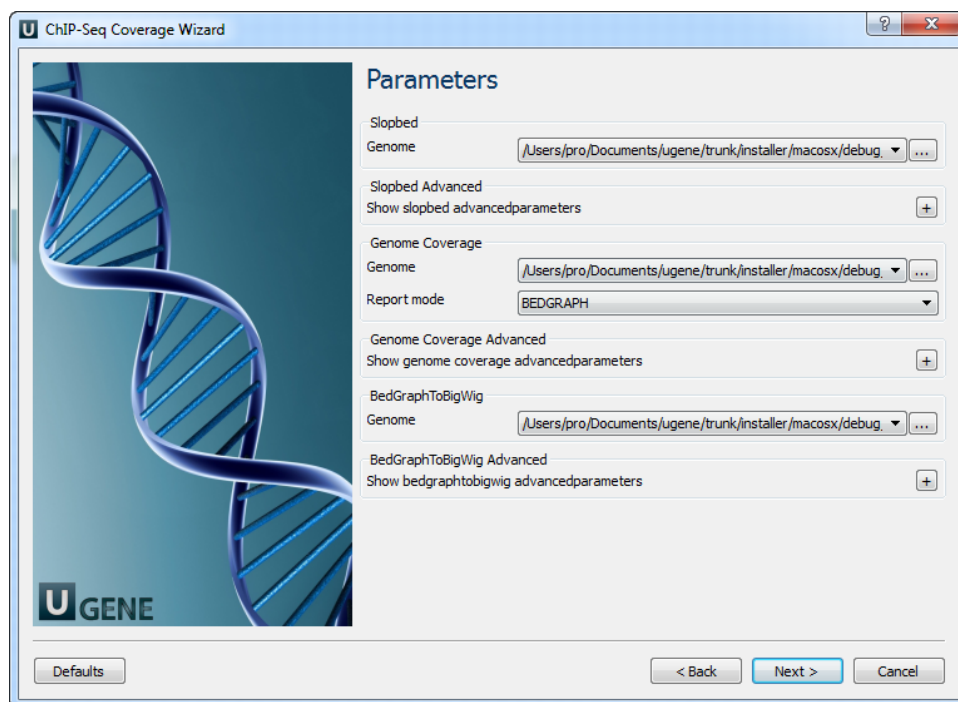 ChIP-Seq Coverage Wizard
Parameters
Slopbed
Genome /Users/pro/Documents/ugene/trunk/installer/macosx/debug, ...
Slopbed Advanced
Show slopbed advancedparameters +
Genome Coverage
Genome /Users/pro/Documents/ugene/trunk/installer/macosx/debug, ...
Report mode BEDGRAPH
Genome Coverage Advanced
Show genome coverage advancedparameters +
BedGraphToBigWig
Genome /Users/pro/Documents/ugene/trunk/installer/macosx/debug, ...
BedGraphToBigWig Advanced
Show bedgraphtobigwig advancedparameters +
U GENE
Defaults < Back Next > Cancel